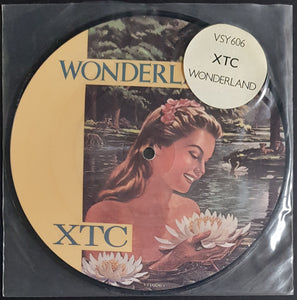 WONDERL
VSY 606
XTC
WONDERLAND
XTC